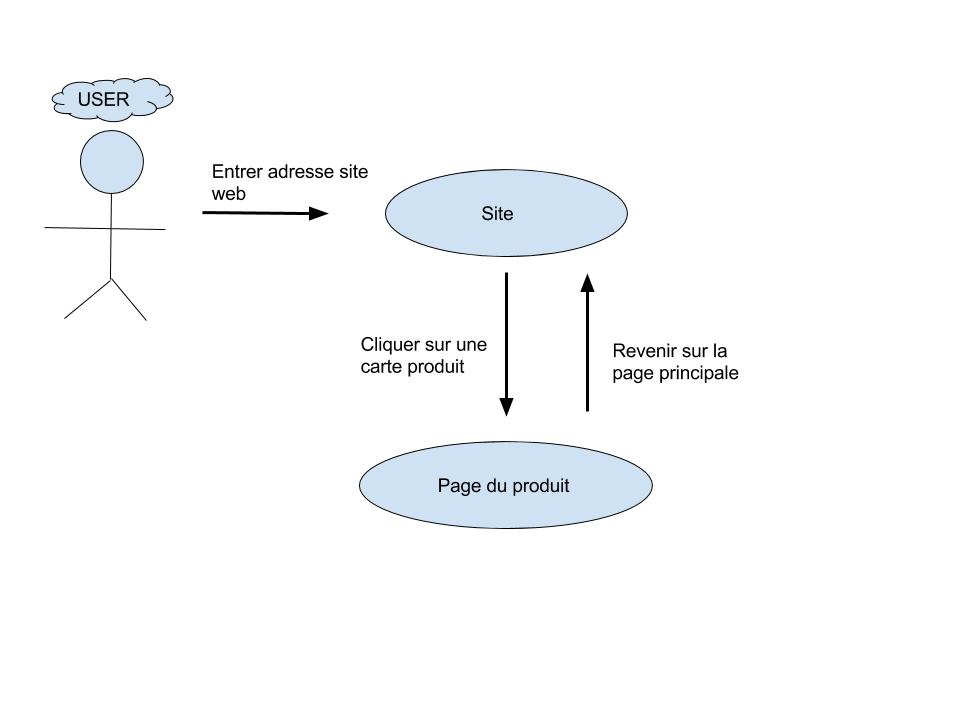 USER
Entrer adresse site
web
Site
Cliquer sur une
carte produit
Revenir sur la
page principale
Page du produit